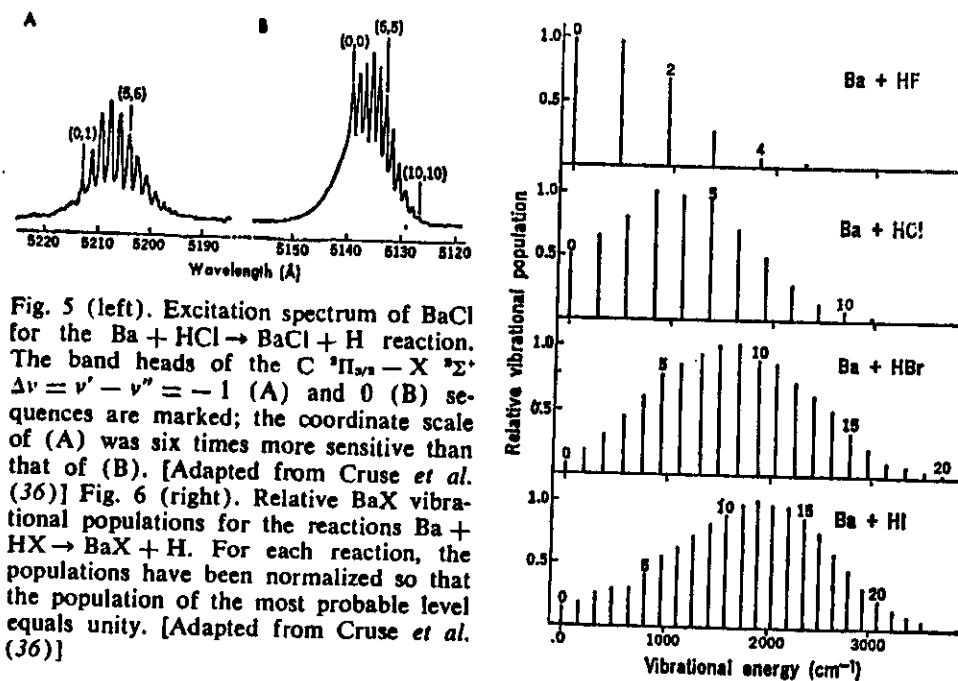 A
B
(0,0)
(5,5)
(5,6)
(0,1)
(10,10)
5220 5210 5200 5190
5150 5140 5130 5120
Wavelength (Å)
Fig. 5 (left). Excitation spectrum of BaCl
for the Ba + HCl → BaCl + H reaction.
The band heads of the C ²Π₃/₂ — X ²Σ⁺
Δv = v′ − v″ = − 1 (A) and 0 (B) se-
quences are marked; the coordinate scale
of (A) was six times more sensitive than
that of (B). [Adapted from Cruse et al.
(36)] Fig. 6 (right). Relative BaX vibra-
tional populations for the reactions Ba +
HX → BaX + H. For each reaction, the
populations have been normalized so that
the population of the most probable level
equals unity. [Adapted from Cruse et al.
(36)]
Relative vibrational population
1.0
0.5
0 2 4
Ba + HF
1.0
0.5
0 5 10
Ba + HCl
1.0
0.5
0 5 10 15 20
Ba + HBr
1.0
0.5
0 5 10 15 20
Ba + HI
.0 1000 2000 3000
Vibrational energy (cm⁻¹)